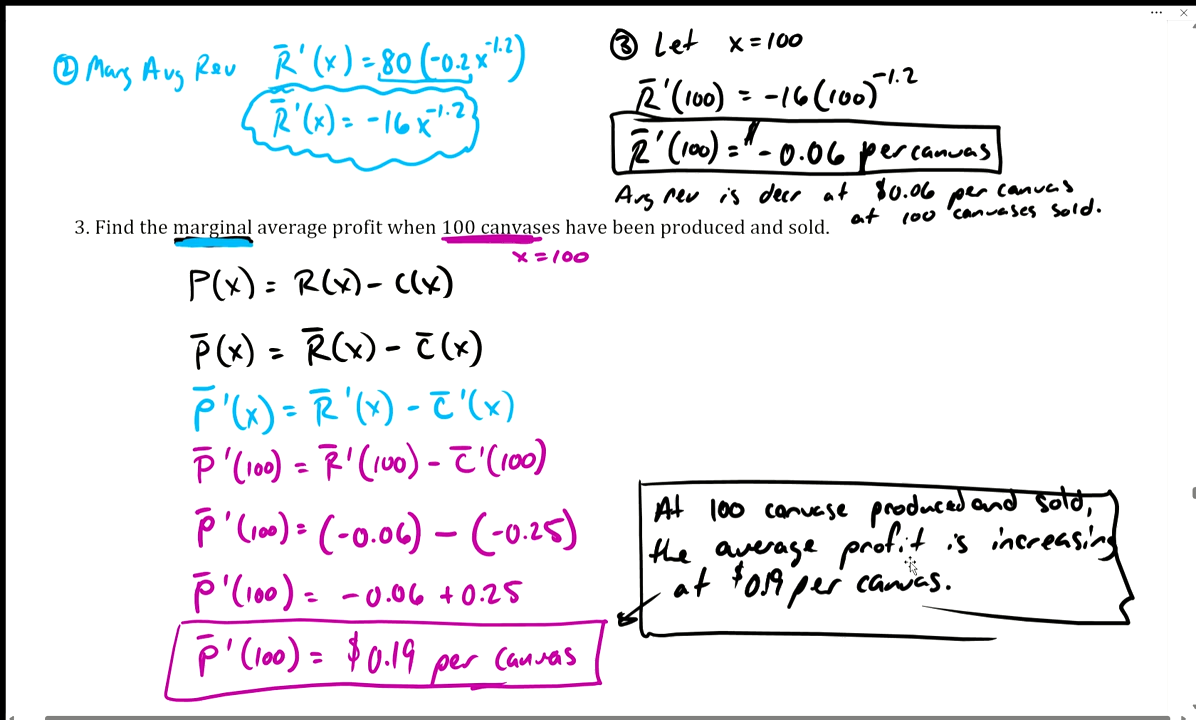 ② Marg Avg Rev R̄'(x) = 80(-0.2x^-1.2)
R̄'(x) = -16x^-1.2
③ Let x=100
R̄'(100) = -16(100)^-1.2
R̄'(100) = $-0.06 per canvas
Avg rev is decr at $0.06 per canvas
at 100 canvases sold.
3. Find the marginal average profit when 100 canvases have been produced and sold.
x=100
P(x) = R(x) - C(x)
P̄(x) = R̄(x) - C̄(x)
P̄'(x) = R̄'(x) - C̄'(x)
P̄'(100) = R̄'(100) - C̄'(100)
P̄'(100) = (-0.06) - (-0.25)
P̄'(100) = -0.06 + 0.25
P̄'(100) = $0.19 per canvas
At 100 canvase produced and sold,
the average profit is increasing
at $0.19 per canvas.